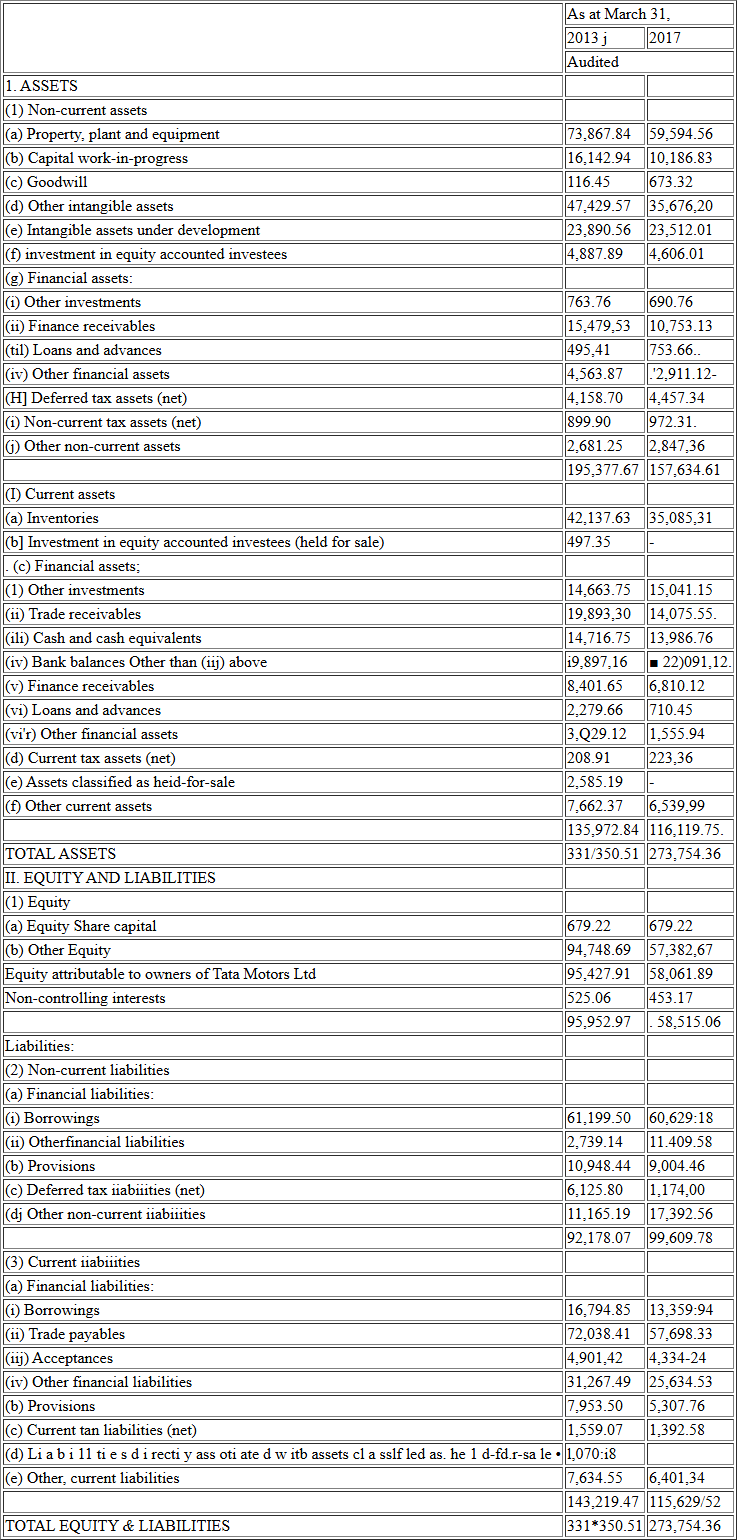 As at March 31,
2013 j 2017
Audited
1. ASSETS
(1) Non-current assets
(a) Property, plant and equipment 73,867.84 59,594.56
(b) Capital work-in-progress 16,142.94 10,186.83
(c) Goodwill 116.45 673.32
(d) Other intangible assets 47,429.57 35,676,20
(e) Intangible assets under development 23,890.56 23,512.01
(f) investment in equity accounted investees 4,887.89 4,606.01
(g) Financial assets:
(i) Other investments 763.76 690.76
(ii) Finance receivables 15,479,53 10,753.13
(til) Loans and advances 495,41 753.66..
(iv) Other financial assets 4,563.87 .'2,911.12-
(H] Deferred tax assets (net) 4,158.70 4,457.34
(i) Non-current tax assets (net) 899.90 972.31.
(j) Other non-current assets 2,681.25 2,847,36
195,377.67 157,634.61
(I) Current assets
(a) Inventories 42,137.63 35,085,31
(b] Investment in equity accounted investees (held for sale) 497.35 -
. (c) Financial assets;
(1) Other investments 14,663.75 15,041.15
(ii) Trade receivables 19,893,30 14,075.55.
(ili) Cash and cash equivalents 14,716.75 13,986.76
(iv) Bank balances Other than (iij) above i9,897,16 ■ 22)091,12.
(v) Finance receivables 8,401.65 6,810.12
(vi) Loans and advances 2,279.66 710.45
(vi'r) Other financial assets 3,Q29.12 1,555.94
(d) Current tax assets (net) 208.91 223,36
(e) Assets classified as heid-for-sale 2,585.19 -
(f) Other current assets 7,662.37 6,539,99
135,972.84 116,119.75.
TOTAL ASSETS 331/350.51 273,754.36
II. EQUITY AND LIABILITIES
(1) Equity
(a) Equity Share capital 679.22 679.22
(b) Other Equity 94,748.69 57,382,67
Equity attributable to owners of Tata Motors Ltd 95,427.91 58,061.89
Non-controlling interests 525.06 453.17
95,952.97 . 58,515.06
Liabilities:
(2) Non-current liabilities
(a) Financial liabilities:
(i) Borrowings 61,199.50 60,629:18
(ii) Otherfinancial liabilities 2,739.14 11.409.58
(b) Provisions 10,948.44 9,004.46
(c) Deferred tax iiabiiities (net) 6,125.80 1,174,00
(dj Other non-current iiabiiities 11,165.19 17,392.56
92,178.07 99,609.78
(3) Current iiabiiities
(a) Financial liabilities:
(i) Borrowings 16,794.85 13,359:94
(ii) Trade payables 72,038.41 57,698.33
(iij) Acceptances 4,901,42 4,334-24
(iv) Other financial liabilities 31,267.49 25,634.53
(b) Provisions 7,953.50 5,307.76
(c) Current tan liabilities (net) 1,559.07 1,392.58
(d) Li a b i 11 ti e s d i recti y ass oti ate d w itb assets cl a sslf led as. he 1 d-fd.r-sa le • l,070:i8
(e) Other, current liabilities 7,634.55 6,401,34
143,219.47 115,629/52
TOTAL EQUITY & LIABILITIES 331*350.51 273,754.36